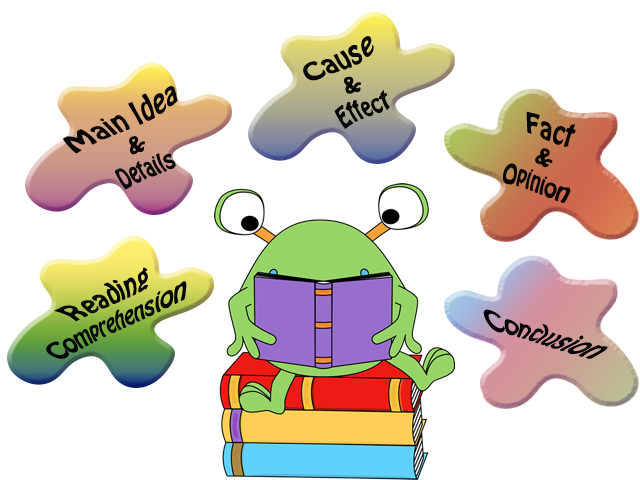 Main Idea
&
Details
Cause
&
Effect
Fact
&
Opinion
Reading
Comprehension
Conclusion